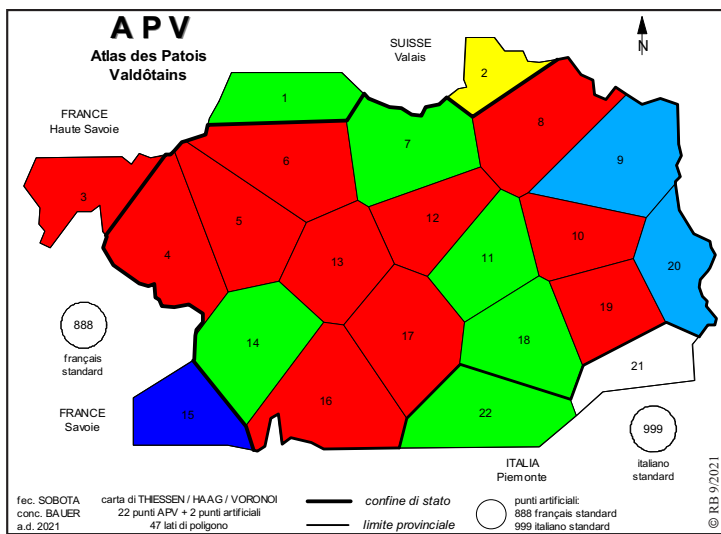 APV
Atlas des Patois
Valdôtains
SUISSE
Valais
N
FRANCE
Haute Savoie
1
2
3
4
5
6
7
8
9
10
11
12
13
14
15
16
17
18
19
20
21
22
888
français
standard
FRANCE
Savoie
999
italiano
standard
ITALIA
Piemonte
fec. SOBOTA
conc. BAUER
a.d. 2021
carta di THIESSEN / HAAG / VORONOI
22 punti APV + 2 punti artificiali
47 lati di poligono
confine di stato
limite provinciale
punti artificiali:
888 français standard
999 italiano standard
© RB 9/2021